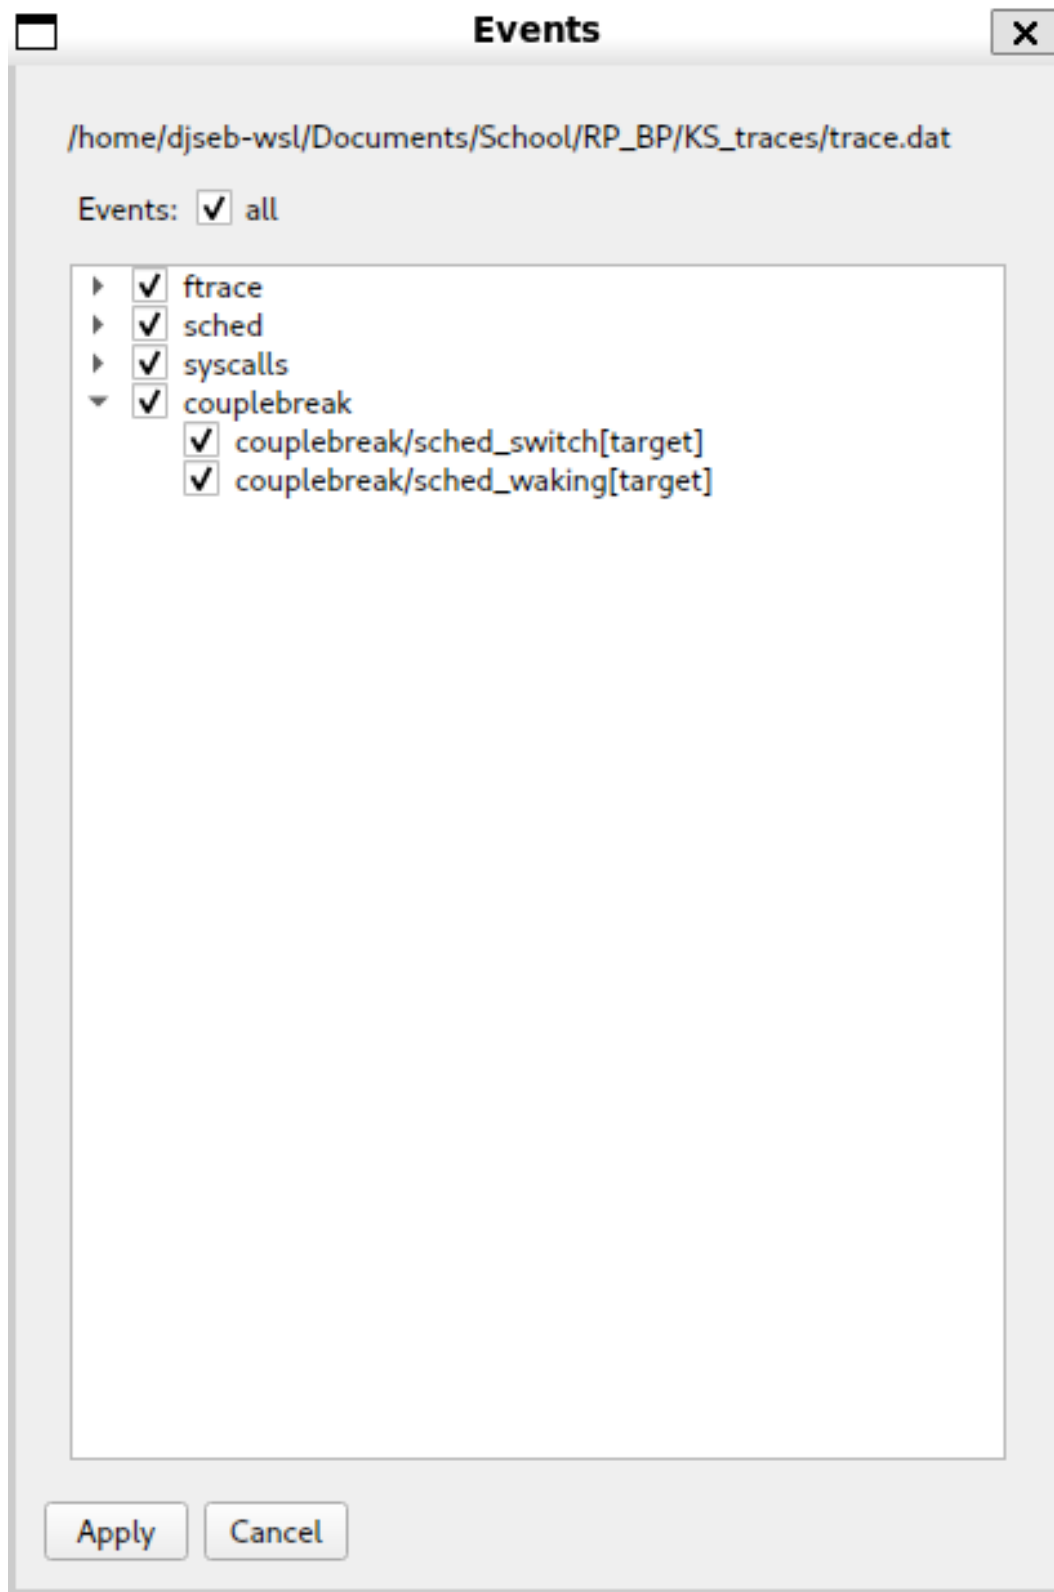 Events
/home/djseb-wsl/Documents/School/RP_BP/KS_traces/trace.dat
Events: all
ftrace
sched
syscalls
couplebreak
couplebreak/sched_switch[target]
couplebreak/sched_waking[target]
Apply Cancel